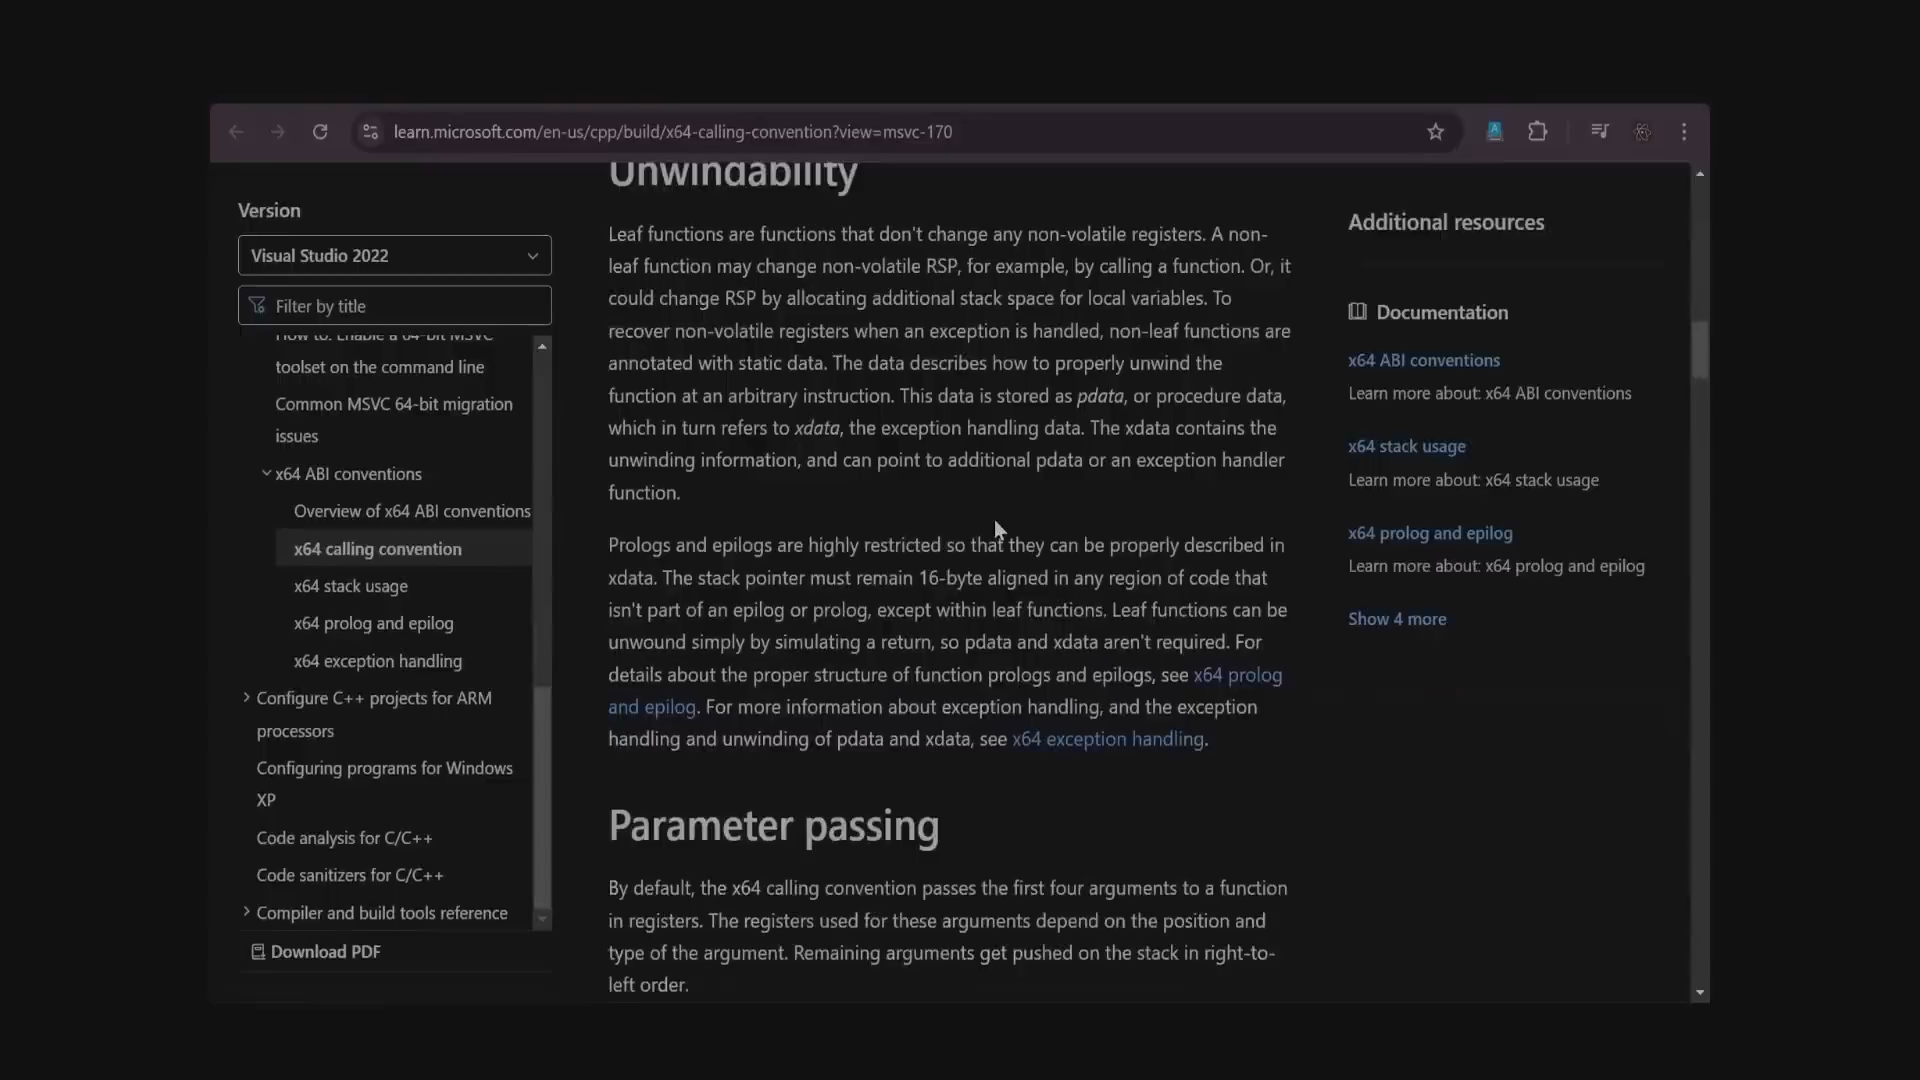 learn.microsoft.com/en-us/cpp/build/x64-calling-convention?view=msvc-170
Version
Visual Studio 2022
Filter by title
How to: Enable a 64-bit MSVC
toolset on the command line
Common MSVC 64-bit migration
issues
x64 ABI conventions
Overview of x64 ABI conventions
x64 calling convention
x64 stack usage
x64 prolog and epilog
x64 exception handling
Configure C++ projects for ARM
processors
Configuring programs for Windows
XP
Code analysis for C/C++
Code sanitizers for C/C++
Compiler and build tools reference
Download PDF
Unwindability
Leaf functions are functions that don't change any non-volatile registers. A non-
leaf function may change non-volatile RSP, for example, by calling a function. Or, it
could change RSP by allocating additional stack space for local variables. To
recover non-volatile registers when an exception is handled, non-leaf functions are
annotated with static data. The data describes how to properly unwind the
function at an arbitrary instruction. This data is stored as pdata, or procedure data,
which in turn refers to xdata, the exception handling data. The xdata contains the
unwinding information, and can point to additional pdata or an exception handler
function.
Prologs and epilogs are highly restricted so that they can be properly described in
xdata. The stack pointer must remain 16-byte aligned in any region of code that
isn't part of an epilog or prolog, except within leaf functions. Leaf functions can be
unwound simply by simulating a return, so pdata and xdata aren't required. For
details about the proper structure of function prologs and epilogs, see x64 prolog
and epilog. For more information about exception handling, and the exception
handling and unwinding of pdata and xdata, see x64 exception handling.
Parameter passing
By default, the x64 calling convention passes the first four arguments to a function
in registers. The registers used for these arguments depend on the position and
type of the argument. Remaining arguments get pushed on the stack in right-to-
left order.
Additional resources
Documentation
x64 ABI conventions
Learn more about: x64 ABI conventions
x64 stack usage
Learn more about: x64 stack usage
x64 prolog and epilog
Learn more about: x64 prolog and epilog
Show 4 more